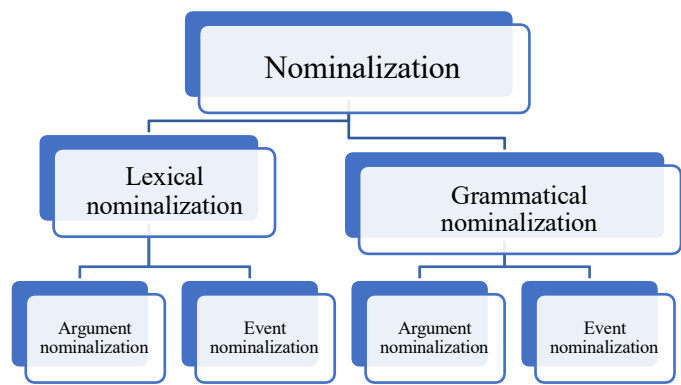 Nominalization
Lexical
nominalization
Grammatical
nominalization
Argument
nominalization
Event
nominalization
Argument
nominalization
Event
nominalization